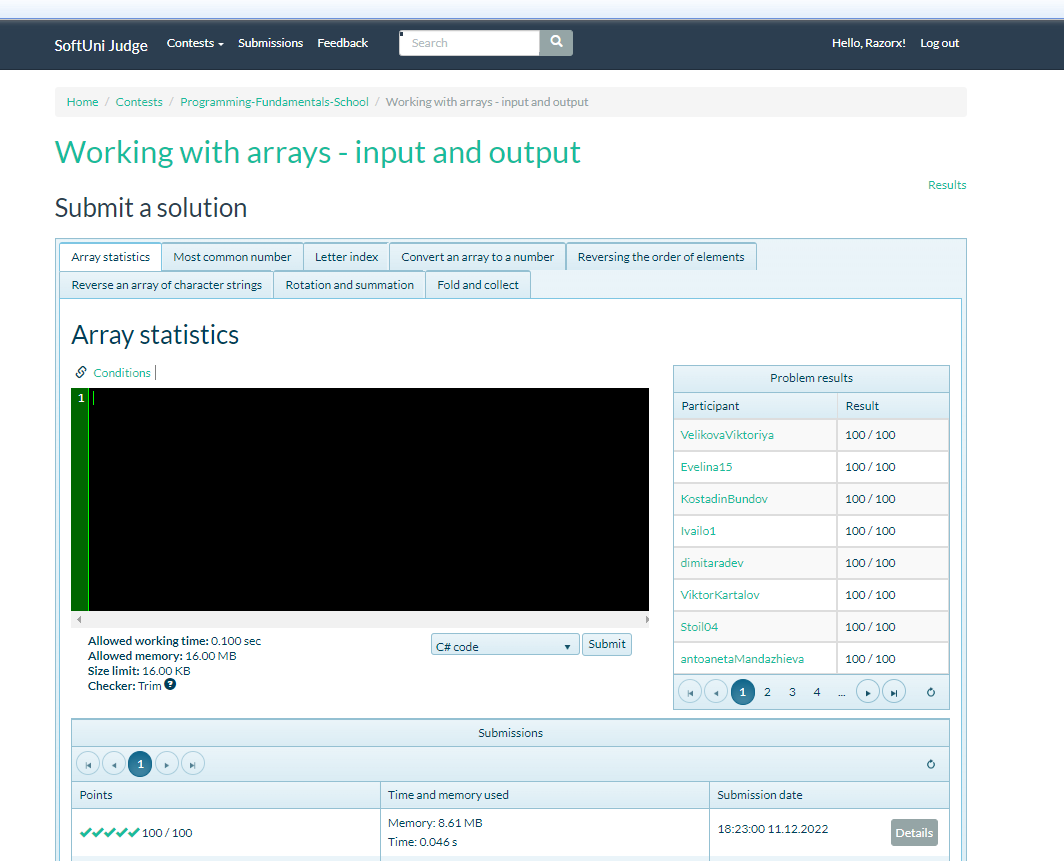 SoftUni Judge Contests Submissions Feedback Search Hello, Razorx! Log out
Home / Contests / Programming-Fundamentals-School / Working with arrays - input and output
Working with arrays - input and output
Results
Submit a solution
Array statistics Most common number Letter index Convert an array to a number Reversing the order of elements
Reverse an array of character strings Rotation and summation Fold and collect
Array statistics
Conditions
1
Problem results
Participant Result
VelikovaViktoriya 100 / 100
Evelina15 100 / 100
KostadinBundov 100 / 100
Ivailo1 100 / 100
dimitaradev 100 / 100
ViktorKartalov 100 / 100
Stoil04 100 / 100
antoanetaMandazhieva 100 / 100
1 2 3 4 ...
Allowed working time: 0.100 sec
Allowed memory: 16.00 MB
Size limit: 16.00 KB
Checker: Trim ?
C# code Submit
Submissions
1
Points Time and memory used Submission date
100 / 100 Memory: 8.61 MB 18:23:00 11.12.2022 Details
Time: 0.046 s